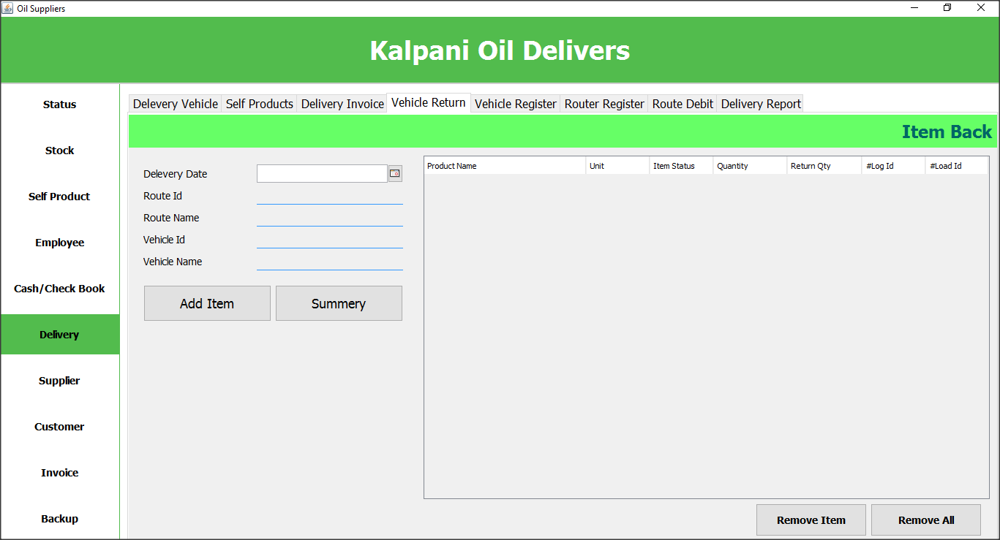 Oil Suppliers
Kalpani Oil Delivers
Status
Stock
Self Product
Employee
Cash/Check Book
Delivery
Supplier
Customer
Invoice
Backup
Delevery Vehicle Self Products Delivery Invoice Vehicle Return Vehicle Register Router Register Route Debit Delivery Report
Item Back
Delevery Date
Route Id
Route Name
Vehicle Id
Vehicle Name
Add Item Summery
Product Name Unit Item Status Quantity Return Qty #Log Id #Load Id
Remove Item Remove All